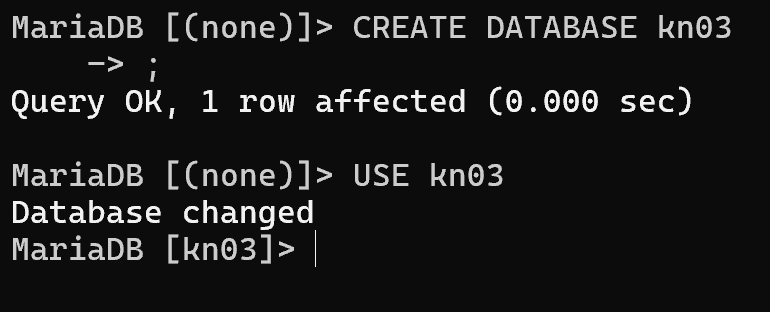 MariaDB [(none)]> CREATE DATABASE kn03
    -> ;
Query OK, 1 row affected (0.000 sec)

MariaDB [(none)]> USE kn03
Database changed
MariaDB [kn03]>